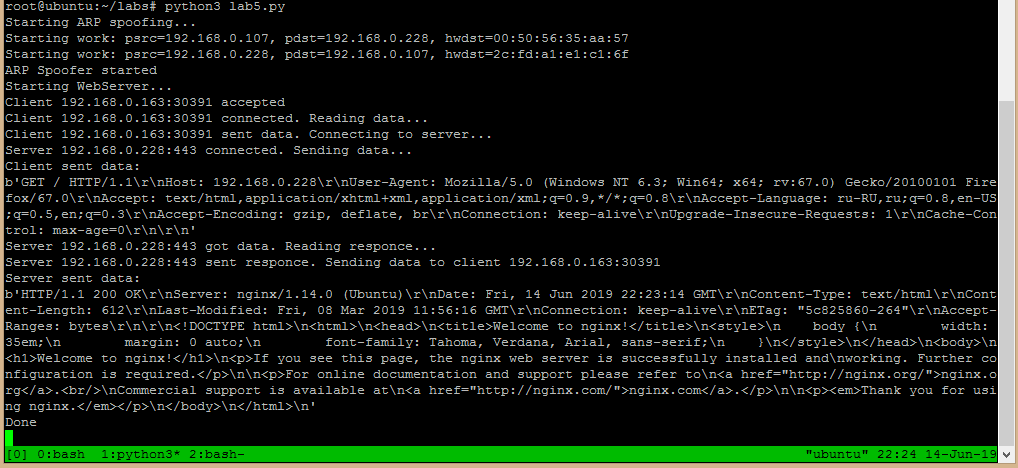 root@ubuntu:~/labs# python3 lab5.py
Starting ARP spoofing...
Starting work: psrc=192.168.0.107, pdst=192.168.0.228, hwdst=00:50:56:35:aa:57
Starting work: psrc=192.168.0.228, pdst=192.168.0.107, hwdst=2c:fd:a1:e1:c1:6f
ARP Spoofer started
Starting WebServer...
Client 192.168.0.163:30391 accepted
Client 192.168.0.163:30391 connected. Reading data...
Client 192.168.0.163:30391 sent data. Connecting to server...
Server 192.168.0.228:443 connected. Sending data...
Client sent data:
b'GET / HTTP/1.1\r\nHost: 192.168.0.228\r\nUser-Agent: Mozilla/5.0 (Windows NT 6.3; Win64; x64; rv:67.0) Gecko/20100101 Fire
fox/67.0\r\nAccept: text/html,application/xhtml+xml,application/xml;q=0.9,*/*;q=0.8\r\nAccept-Language: ru-RU,ru;q=0.8,en-US
;q=0.5,en;q=0.3\r\nAccept-Encoding: gzip, deflate, br\r\nConnection: keep-alive\r\nUpgrade-Insecure-Requests: 1\r\nCache-Con
trol: max-age=0\r\n\r\n'
Server 192.168.0.228:443 got data. Reading responce...
Server 192.168.0.228:443 sent responce. Sending data to client 192.168.0.163:30391
Server sent data:
b'HTTP/1.1 200 OK\r\nServer: nginx/1.14.0 (Ubuntu)\r\nDate: Fri, 14 Jun 2019 22:23:14 GMT\r\nContent-Type: text/html\r\nCont
ent-Length: 612\r\nLast-Modified: Fri, 08 Mar 2019 11:56:16 GMT\r\nConnection: keep-alive\r\nETag: "5c825860-264"\r\nAccept-
Ranges: bytes\r\n\r\n<!DOCTYPE html>\n<html>\n<head>\n<title>Welcome to nginx!</title>\n<style>\n    body {\n        width: 
35em;\n        margin: 0 auto;\n        font-family: Tahoma, Verdana, Arial, sans-serif;\n    }\n</style>\n</head>\n<body>\n
<h1>Welcome to nginx!</h1>\n<p>If you see this page, the nginx web server is successfully installed and\nworking. Further co
nfiguration is required.</p>\n\n<p>For online documentation and support please refer to\n<a href="http://nginx.org/">nginx.o
rg</a>.<br/>\nCommercial support is available at\n<a href="http://nginx.com/">nginx.com</a>.</p>\n\n<p><em>Thank you for usi
ng nginx.</em></p>\n</body>\n</html>\n'
Done
[0] 0:bash  1:python3* 2:bash-    "ubuntu" 22:24 14-Jun-19